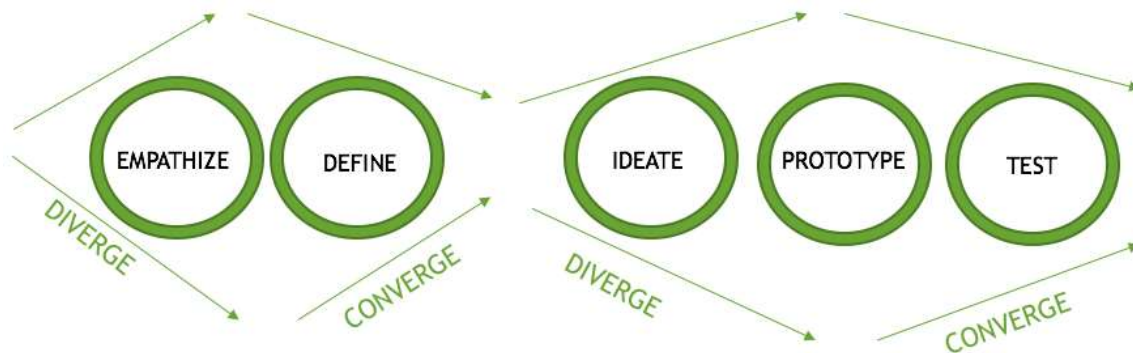 EMPATHIZE
DEFINE
IDEATE
PROTOTYPE
TEST
DIVERGE
CONVERGE
DIVERGE
CONVERGE